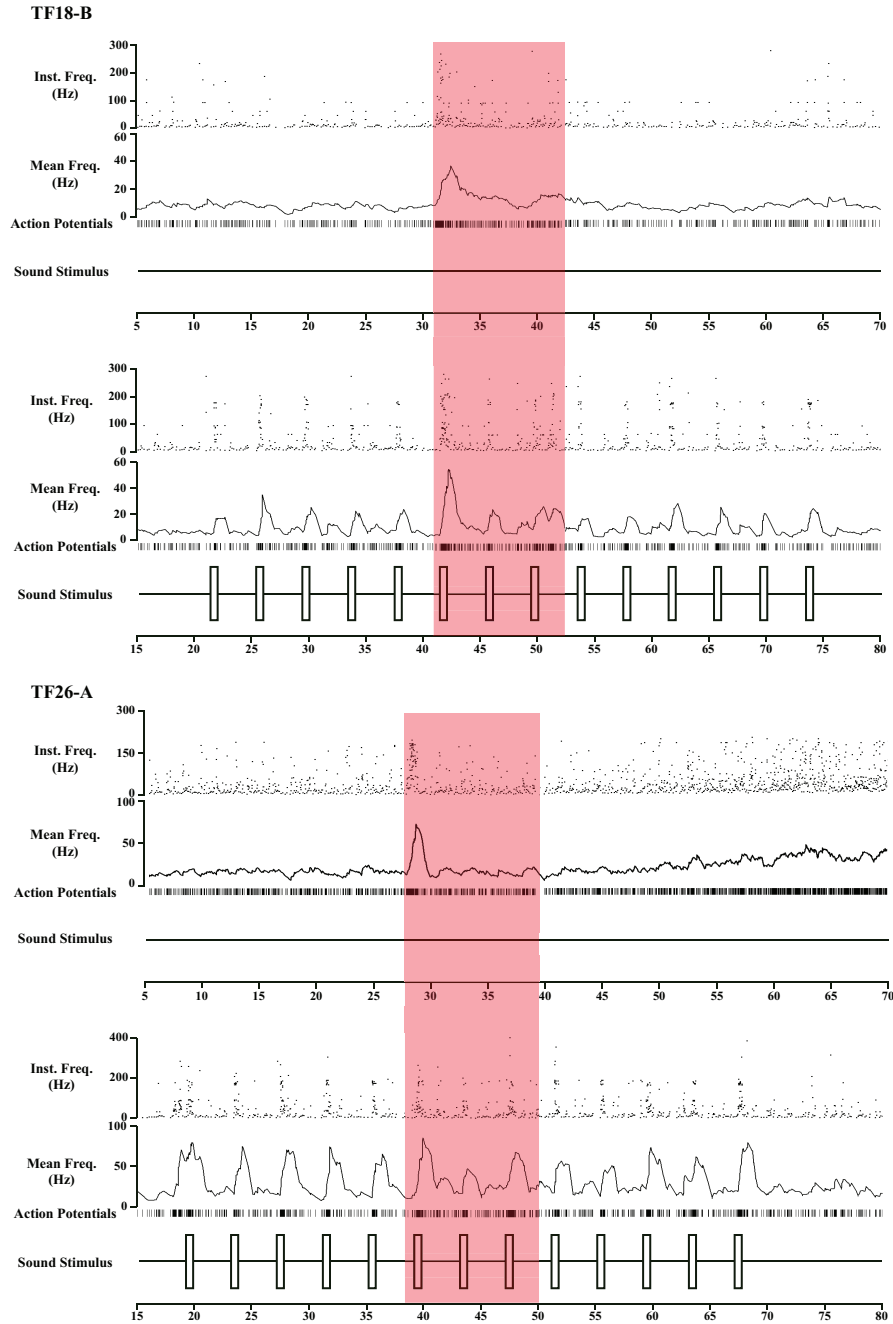 TF18-B
300
200
100
0
Inst. Freq.
(Hz)
60
40
20
0
Mean Freq.
(Hz)
Action Potentials
Sound Stimulus
5 10 15 20 25 30 35 40 45 50 55 60 65 70
300
200
100
0
Inst. Freq.
(Hz)
60
40
20
0
Mean Freq.
(Hz)
Action Potentials
Sound Stimulus
15 20 25 30 35 40 45 50 55 60 65 70 75 80
TF26-A
300
150
0
Inst. Freq.
(Hz)
100
50
0
Mean Freq.
(Hz)
Action Potentials
Sound Stimulus
5 10 15 20 25 30 35 40 45 50 55 60 65 70
400
200
0
Inst. Freq.
(Hz)
100
50
0
Mean Freq.
(Hz)
Action Potentials
Sound Stimulus
15 20 25 30 35 40 45 50 55 60 65 70 75 80